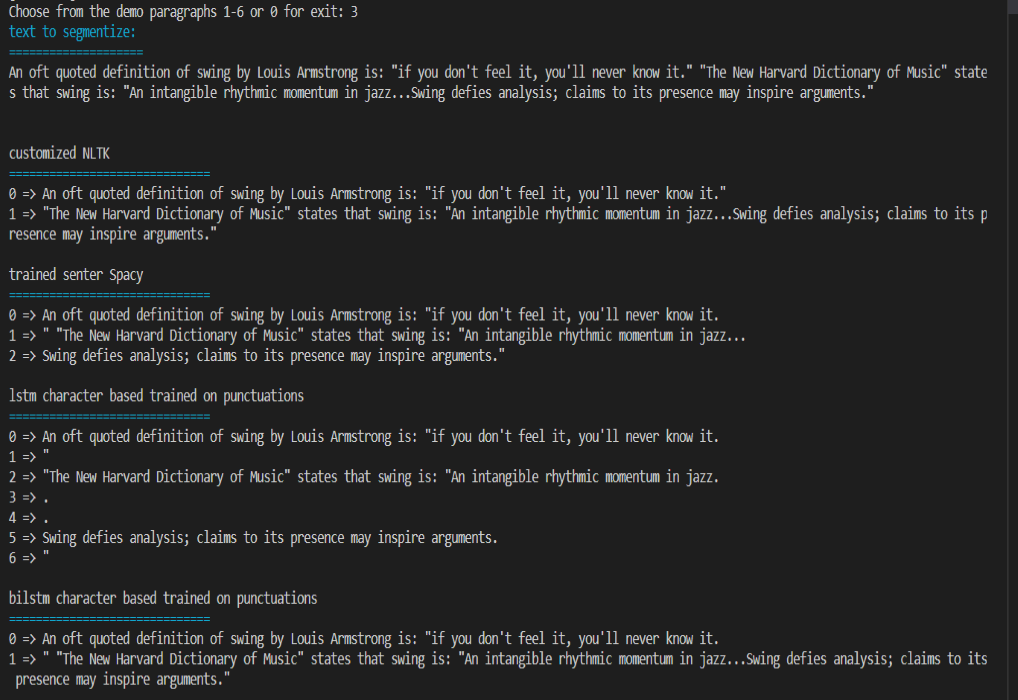 Choose from the demo paragraphs 1-6 or 0 for exit: 3
text to segmentize:
====================
An oft quoted definition of swing by Louis Armstrong is: "if you don't feel it, you'll never know it." "The New Harvard Dictionary of Music" state
s that swing is: "An intangible rhythmic momentum in jazz...Swing defies analysis; claims to its presence may inspire arguments."
customized NLTK
==============================
0 => An oft quoted definition of swing by Louis Armstrong is: "if you don't feel it, you'll never know it."
1 => "The New Harvard Dictionary of Music" states that swing is: "An intangible rhythmic momentum in jazz...Swing defies analysis; claims to its p
resence may inspire arguments."
trained senter Spacy
==============================
0 => An oft quoted definition of swing by Louis Armstrong is: "if you don't feel it, you'll never know it.
1 => " "The New Harvard Dictionary of Music" states that swing is: "An intangible rhythmic momentum in jazz...
2 => Swing defies analysis; claims to its presence may inspire arguments."
lstm character based trained on punctuations
==============================
0 => An oft quoted definition of swing by Louis Armstrong is: "if you don't feel it, you'll never know it.
1 => "
2 => "The New Harvard Dictionary of Music" states that swing is: "An intangible rhythmic momentum in jazz.
3 => .
4 => .
5 => Swing defies analysis; claims to its presence may inspire arguments.
6 => "
bilstm character based trained on punctuations
==============================
0 => An oft quoted definition of swing by Louis Armstrong is: "if you don't feel it, you'll never know it.
1 => " "The New Harvard Dictionary of Music" states that swing is: "An intangible rhythmic momentum in jazz...Swing defies analysis; claims to its
presence may inspire arguments."